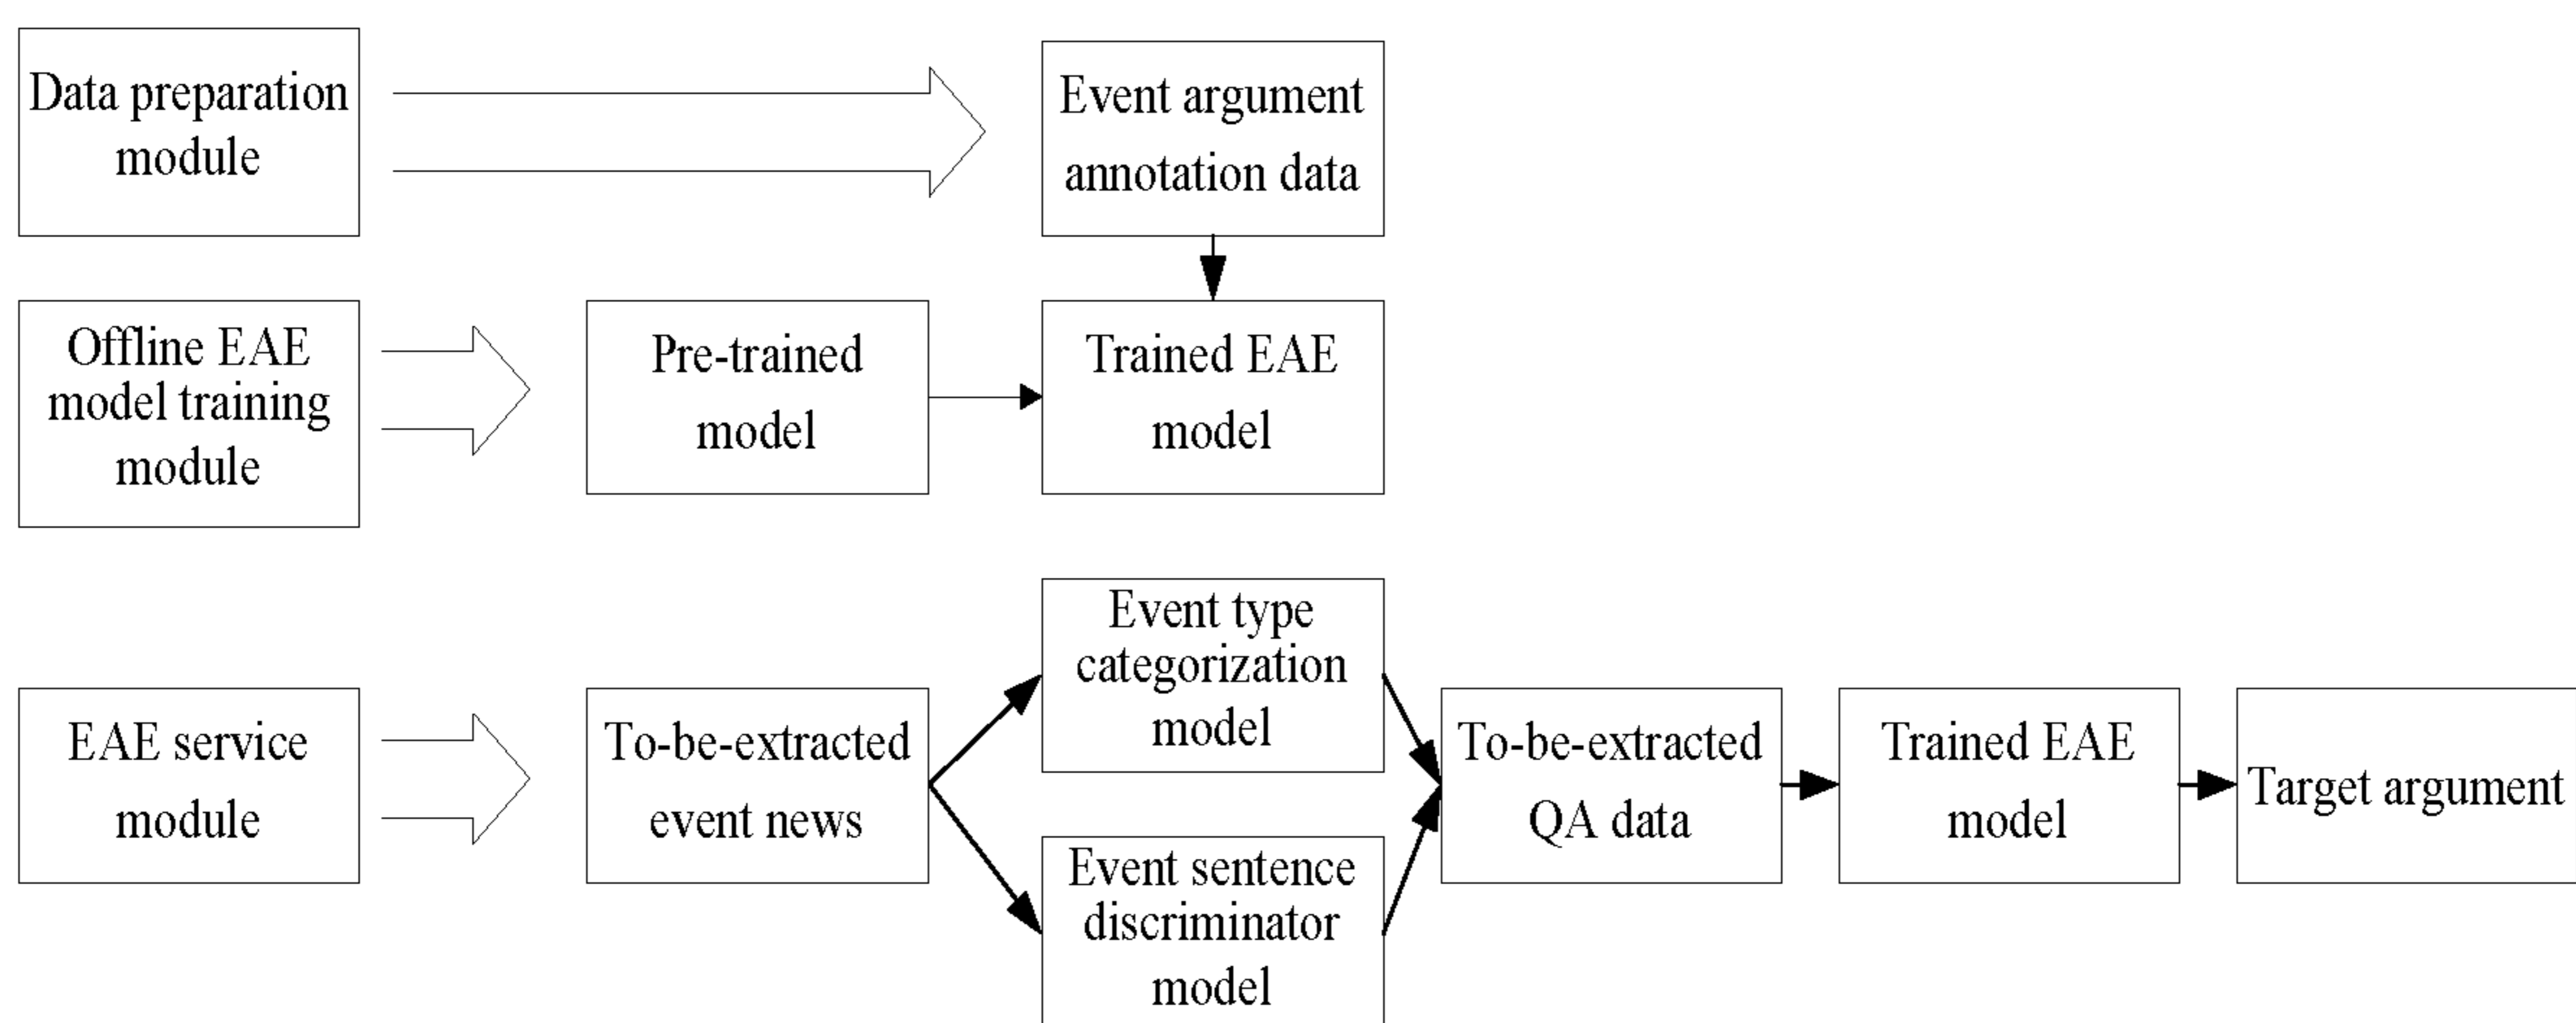 Data preparation
module
Event argument
annotation data
Offline EAE
model training
module
Pre-trained
model
Trained EAE
model
EAE service
module
To-be-extracted
event news
Event type
categorization
model
Event sentence
discriminator
model
To-be-extracted
QA data
Trained EAE
model
Target argument